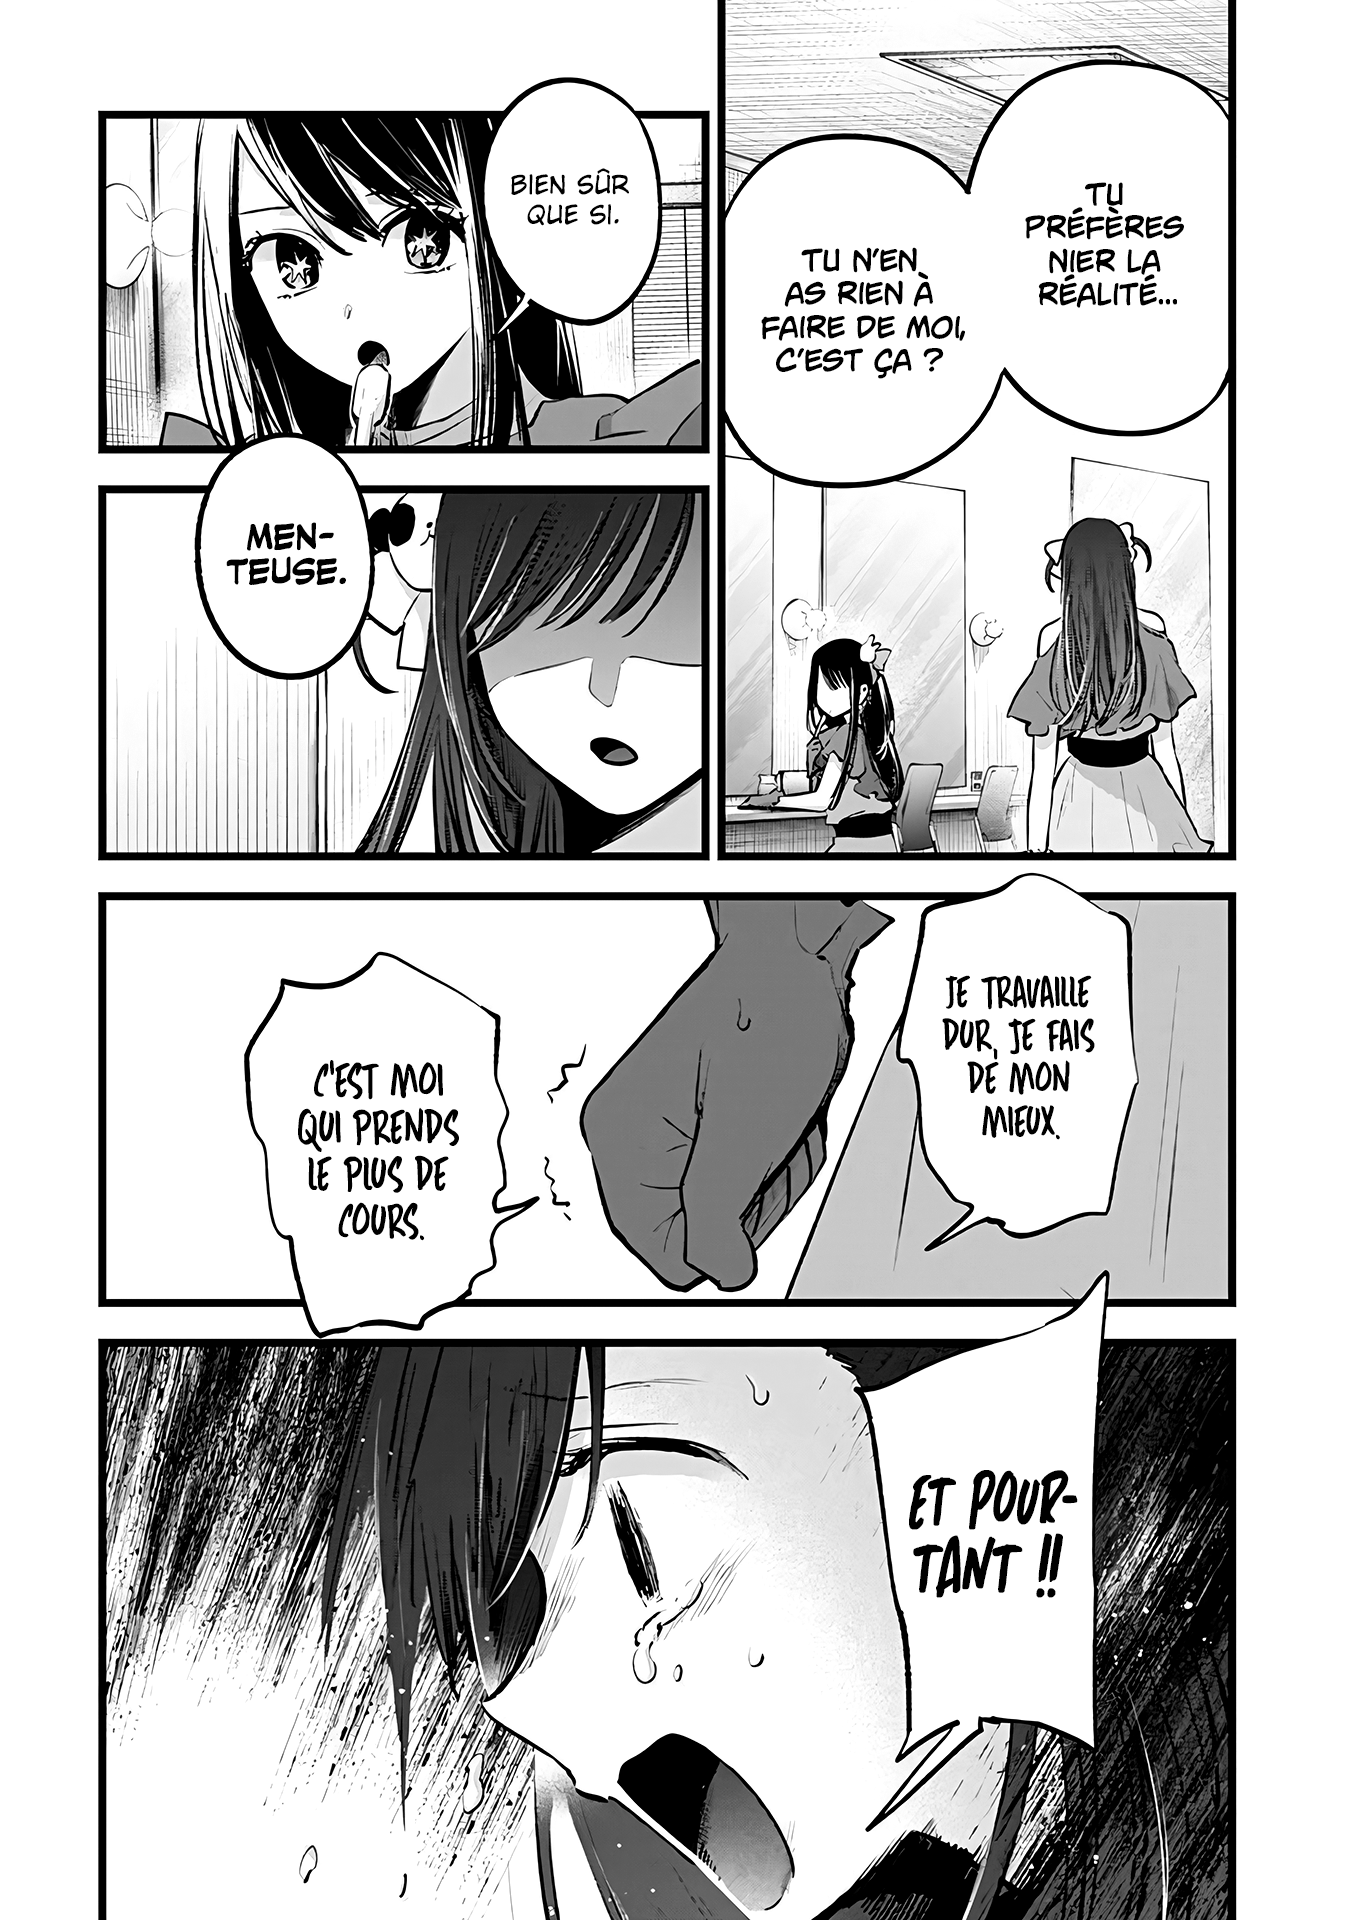 TU
PRÉFÈRES
NIER LA
RÉALITÉ...
TU N'EN
AS RIEN À
FAIRE DE MOI,
C'EST ÇA ?
BIEN SÛR
QUE SI.
MEN-
TEUSE.
JE TRAVAILLE
DUR, JE FAIS
DE MON
MIEUX.
C'EST MOI
QUI PRENDS
LE PLUS DE
COURS.
ET POUR-
TANT !!